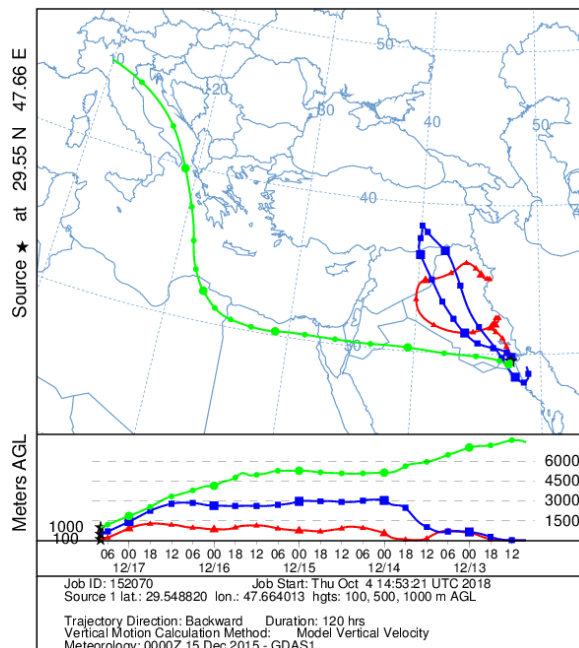 50
10
20
30
40
50
40
30
Source ★ at 29.55 N 47.66 E
Meters AGL
6000
4500
3000
1500
1000
100
06 00 18 12 06 00 18 12 06 00 18 12 06 00 18 12 06 00 18 12
12/17 12/16 12/15 12/14 12/13
Job ID: 152070 Job Start: Thu Oct 4 14:53:21 UTC 2018
Source 1 lat.: 29.548820 lon.: 47.664013 hgts: 100, 500, 1000 m AGL
Trajectory Direction: Backward Duration: 120 hrs
Vertical Motion Calculation Method: Model Vertical Velocity
Meteorology: 0000Z 15 Dec 2015 - GDAS1